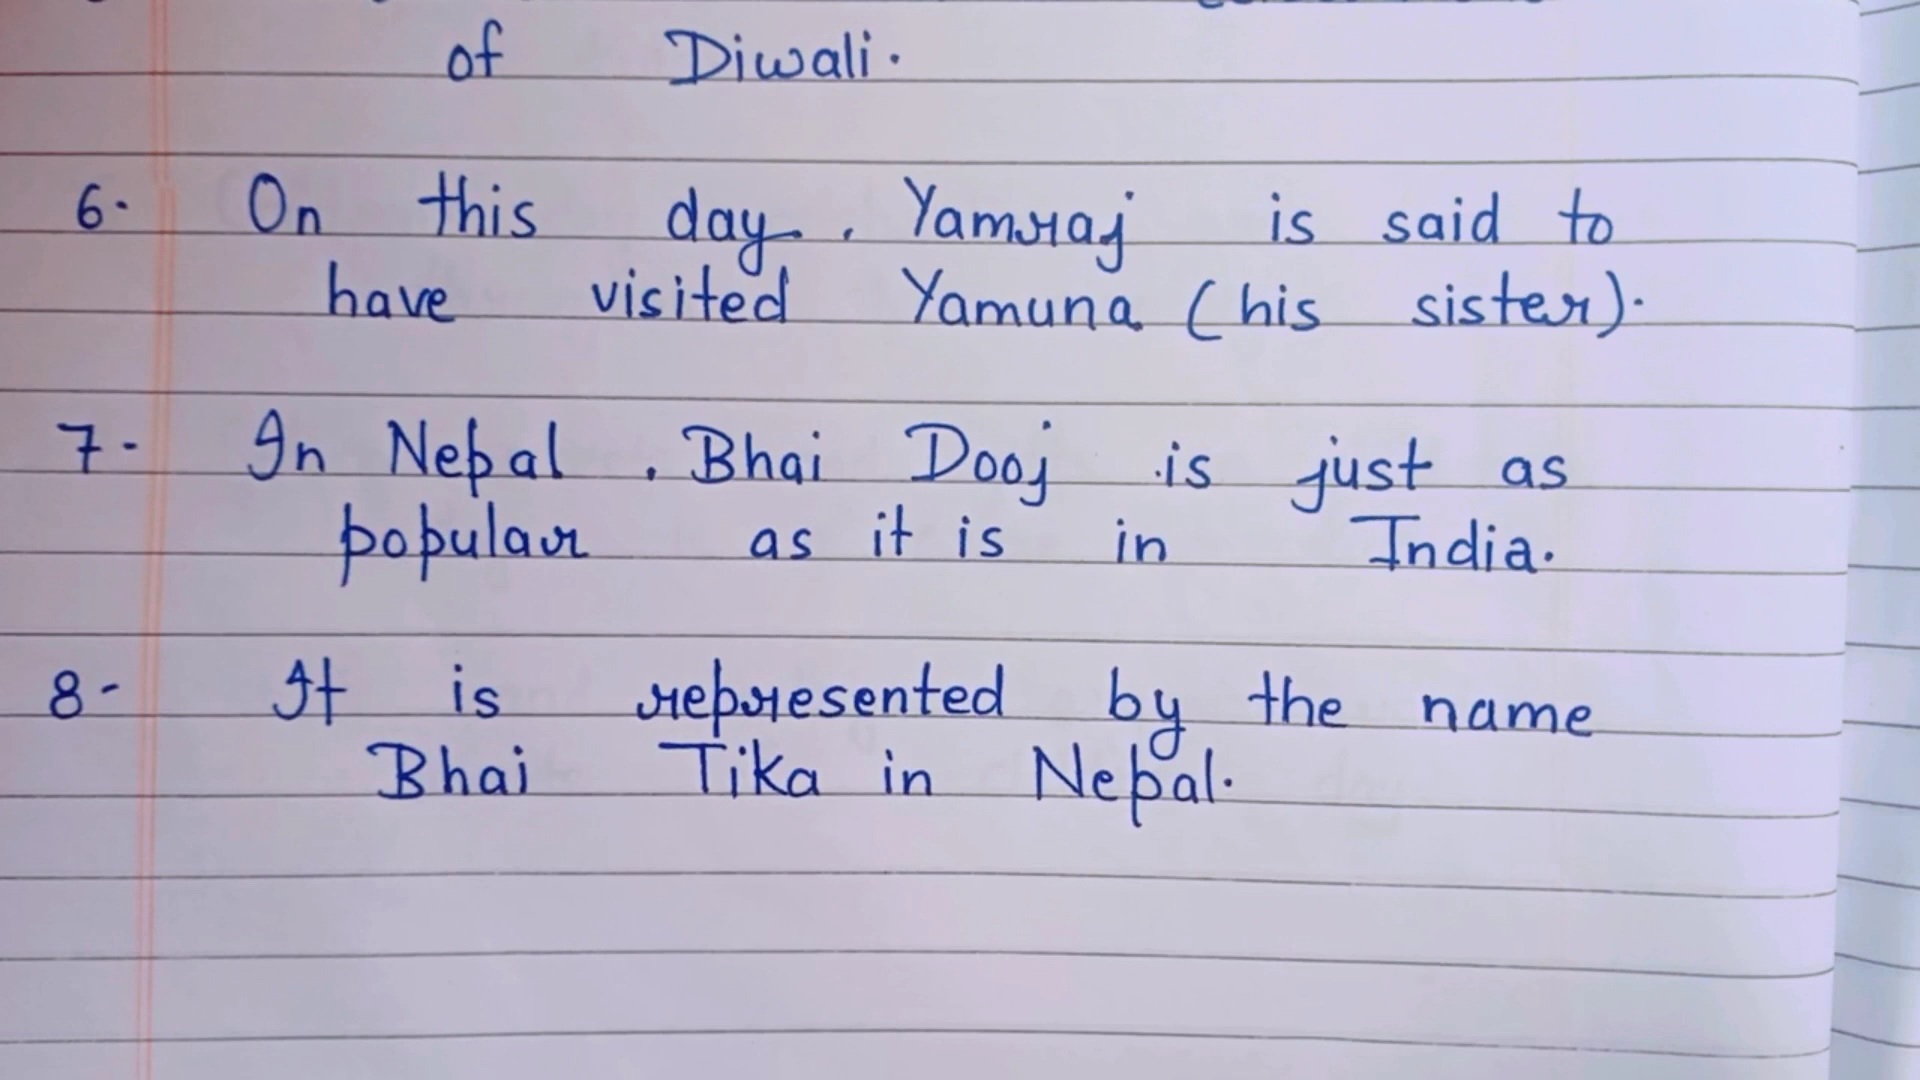 of Diwali.
6. On this day, Yamraj is said to
have visited Yamuna (his sister).
7- In Nepal, Bhai Dooj is just as
popular as it is in India.
8- It is represented by the name
Bhai Tika in Nepal.